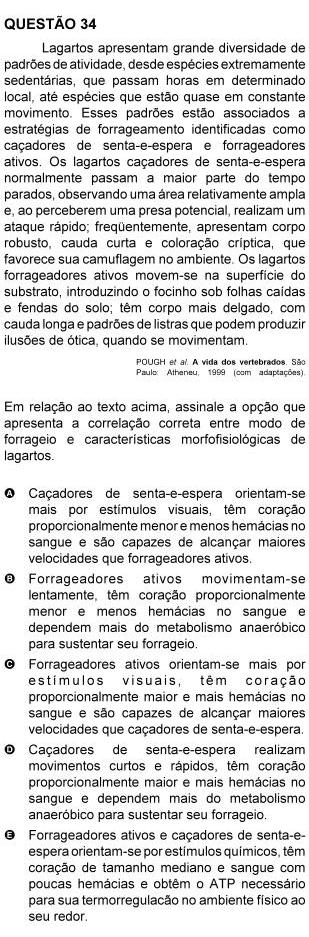 QUESTÃO 34
Lagartos apresentam grande diversidade de
padrões de atividade, desde espécies extremamente
sedentárias, que passam horas em determinado
local, até espécies que estão quase em constante
movimento. Esses padrões estão associados a
estratégias de forrageamento identificadas como
caçadores de senta-e-espera e forrageadores
ativos. Os lagartos caçadores de senta-e-espera
normalmente passam a maior parte do tempo
parados, observando uma área relativamente ampla
e, ao perceberem uma presa potencial, realizam um
ataque rápido; freqüentemente, apresentam corpo
robusto, cauda curta e coloração críptica, que
favorece sua camuflagem no ambiente. Os lagartos
forrageadores ativos movem-se na superfície do
substrato, introduzindo o focinho sob folhas caídas
e fendas do solo; têm corpo mais delgado, com
cauda longa e padrões de listras que podem produzir
ilusões de ótica, quando se movimentam.
POUGH et al. A vida dos vertebrados. São
Paulo: Atheneu, 1999 (com adaptações).
Em relação ao texto acima, assinale a opção que
apresenta a correlação correta entre modo de
forrageio e características morfofisiológicas de
lagartos.
A Caçadores de senta-e-espera orientam-se
mais por estímulos visuais, têm coração
proporcionalmente menor e menos hemácias no
sangue e são capazes de alcançar maiores
velocidades que forrageadores ativos.
B Forrageadores ativos movimentam-se
lentamente, têm coração proporcionalmente
menor e menos hemácias no sangue e
dependem mais do metabolismo anaeróbico
para sustentar seu forrageio.
C Forrageadores ativos orientam-se mais por
estímulos visuais, têm coração
proporcionalmente maior e mais hemácias no
sangue e são capazes de alcançar maiores
velocidades que caçadores de senta-e-espera.
D Caçadores de senta-e-espera realizam
movimentos curtos e rápidos, têm coração
proporcionalmente maior e mais hemácias no
sangue e dependem mais do metabolismo
anaeróbico para sustentar seu forrageio.
E Forrageadores ativos e caçadores de senta-e-
espera orientam-se por estímulos químicos, têm
coração de tamanho mediano e sangue com
poucas hemácias e obtêm o ATP necessário
para sua termorregulacão no ambiente físico ao
seu redor.